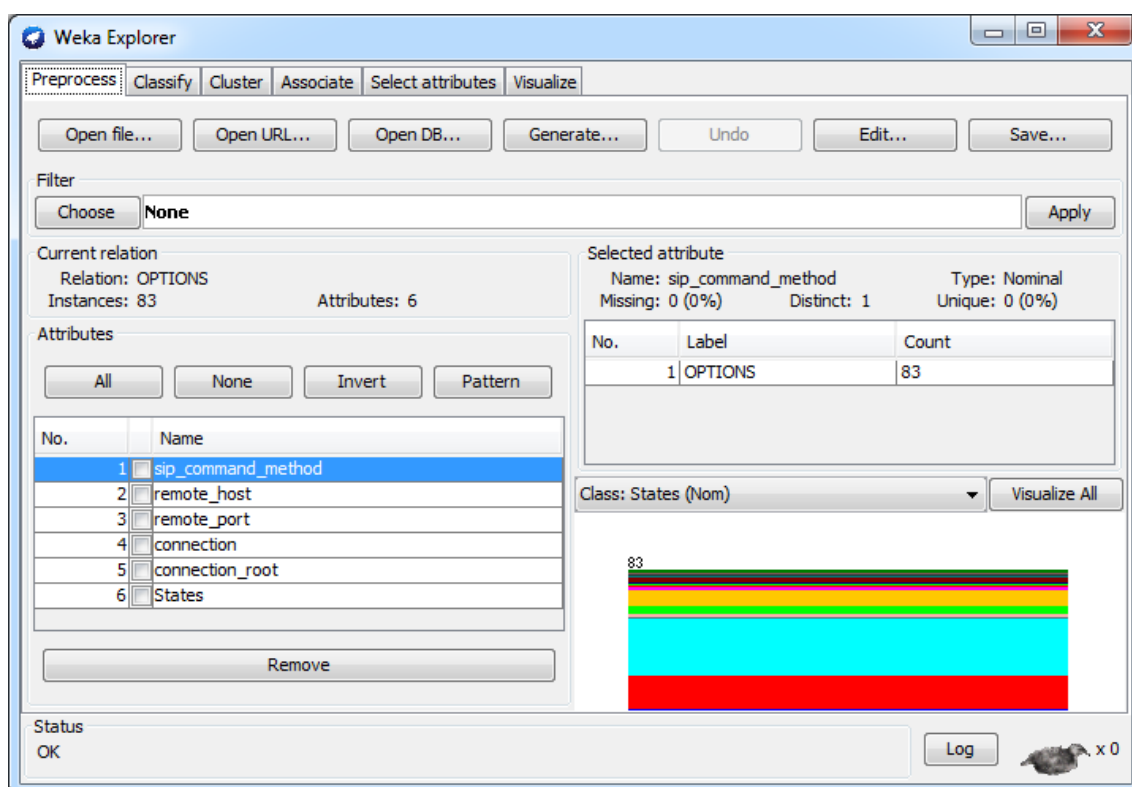 Weka Explorer
Preprocess Classify Cluster Associate Select attributes Visualize
Open file... Open URL... Open DB... Generate... Undo Edit... Save...
Filter
Choose None Apply
Current relation
Relation: OPTIONS
Instances: 83 Attributes: 6
Selected attribute
Name: sip_command_method Type: Nominal
Missing: 0 (0%) Distinct: 1 Unique: 0 (0%)
Attributes
All None Invert Pattern
No. Name
1 sip_command_method
2 remote_host
3 remote_port
4 connection
5 connection_root
6 States
Remove
No. Label Count
1 OPTIONS 83
Class: States (Nom) Visualize All
83
Status
OK
Log x 0